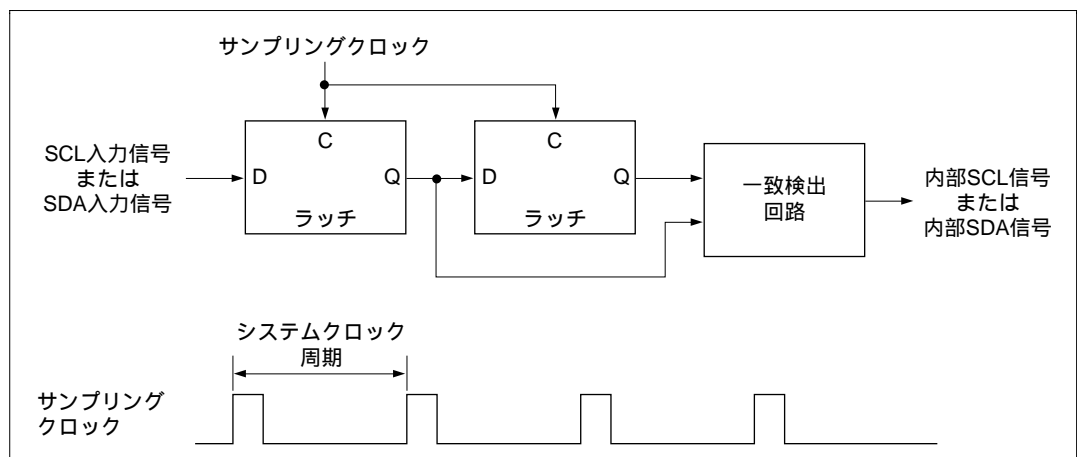 サンプリングクロック
SCL入力信号
または
SDA入力信号
C
D
Q
ラッチ
C
D
Q
ラッチ
一致検出
回路
内部SCL信号
または
内部SDA信号
システムクロック
周期
サンプリング
クロック